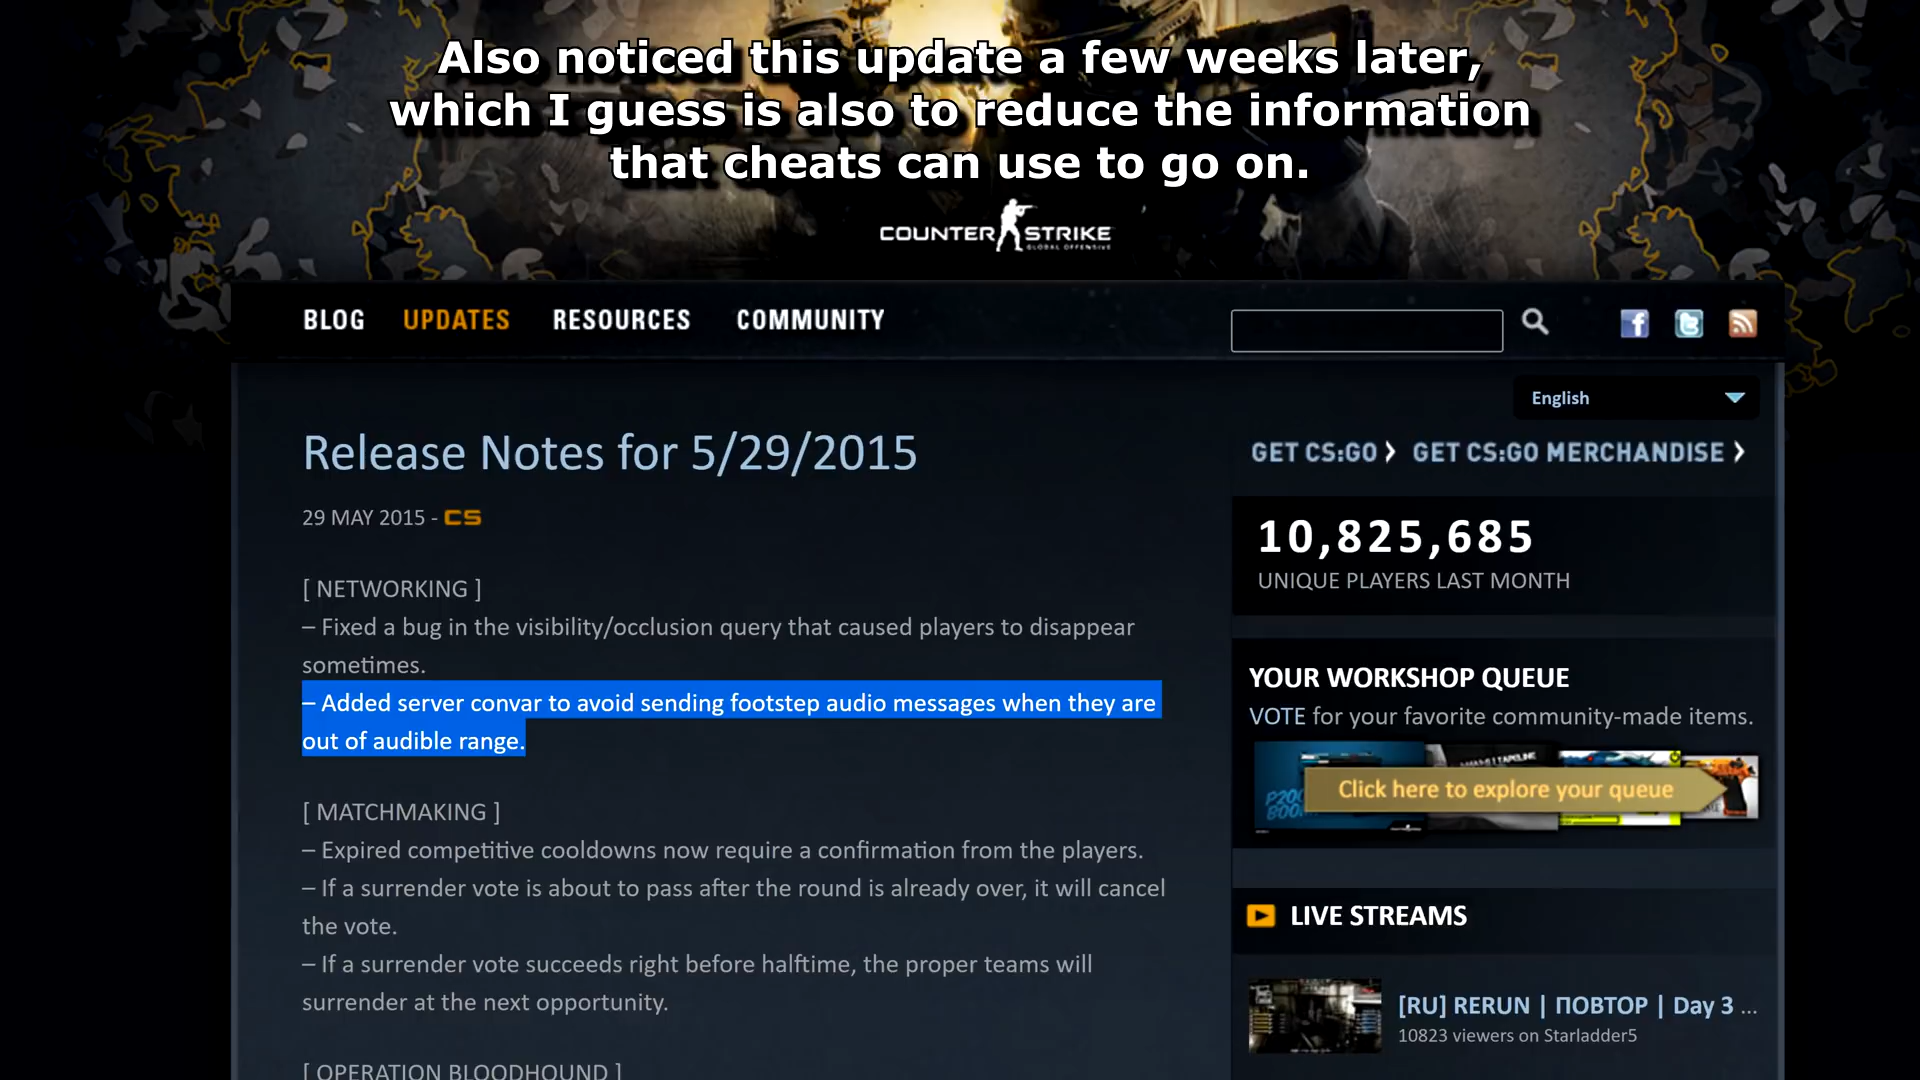 Also noticed this update a few weeks later,
which I guess is also to reduce the information
that cheats can use to go on.
COUNTER STRIKE
GLOBAL OFFENSIVE
BLOG UPDATES RESOURCES COMMUNITY
English
Release Notes for 5/29/2015
GET CS:GO GET CS:GO MERCHANDISE
29 MAY 2015 - CS
10,825,685
UNIQUE PLAYERS LAST MONTH
[ NETWORKING ]
– Fixed a bug in the visibility/occlusion query that caused players to disappear
sometimes.
– Added server convar to avoid sending footstep audio messages when they are
out of audible range.
YOUR WORKSHOP QUEUE
VOTE for your favorite community-made items.
P200
Click here to explore your queue
[ MATCHMAKING ]
– Expired competitive cooldowns now require a confirmation from the players.
– If a surrender vote is about to pass after the round is already over, it will cancel
the vote.
– If a surrender vote succeeds right before halftime, the proper teams will
surrender at the next opportunity.
LIVE STREAMS
[RU] RERUN | ПОВТОР | Day 3 ...
10823 viewers on Starladder5
[ OPERATION BLOODHOUND ]